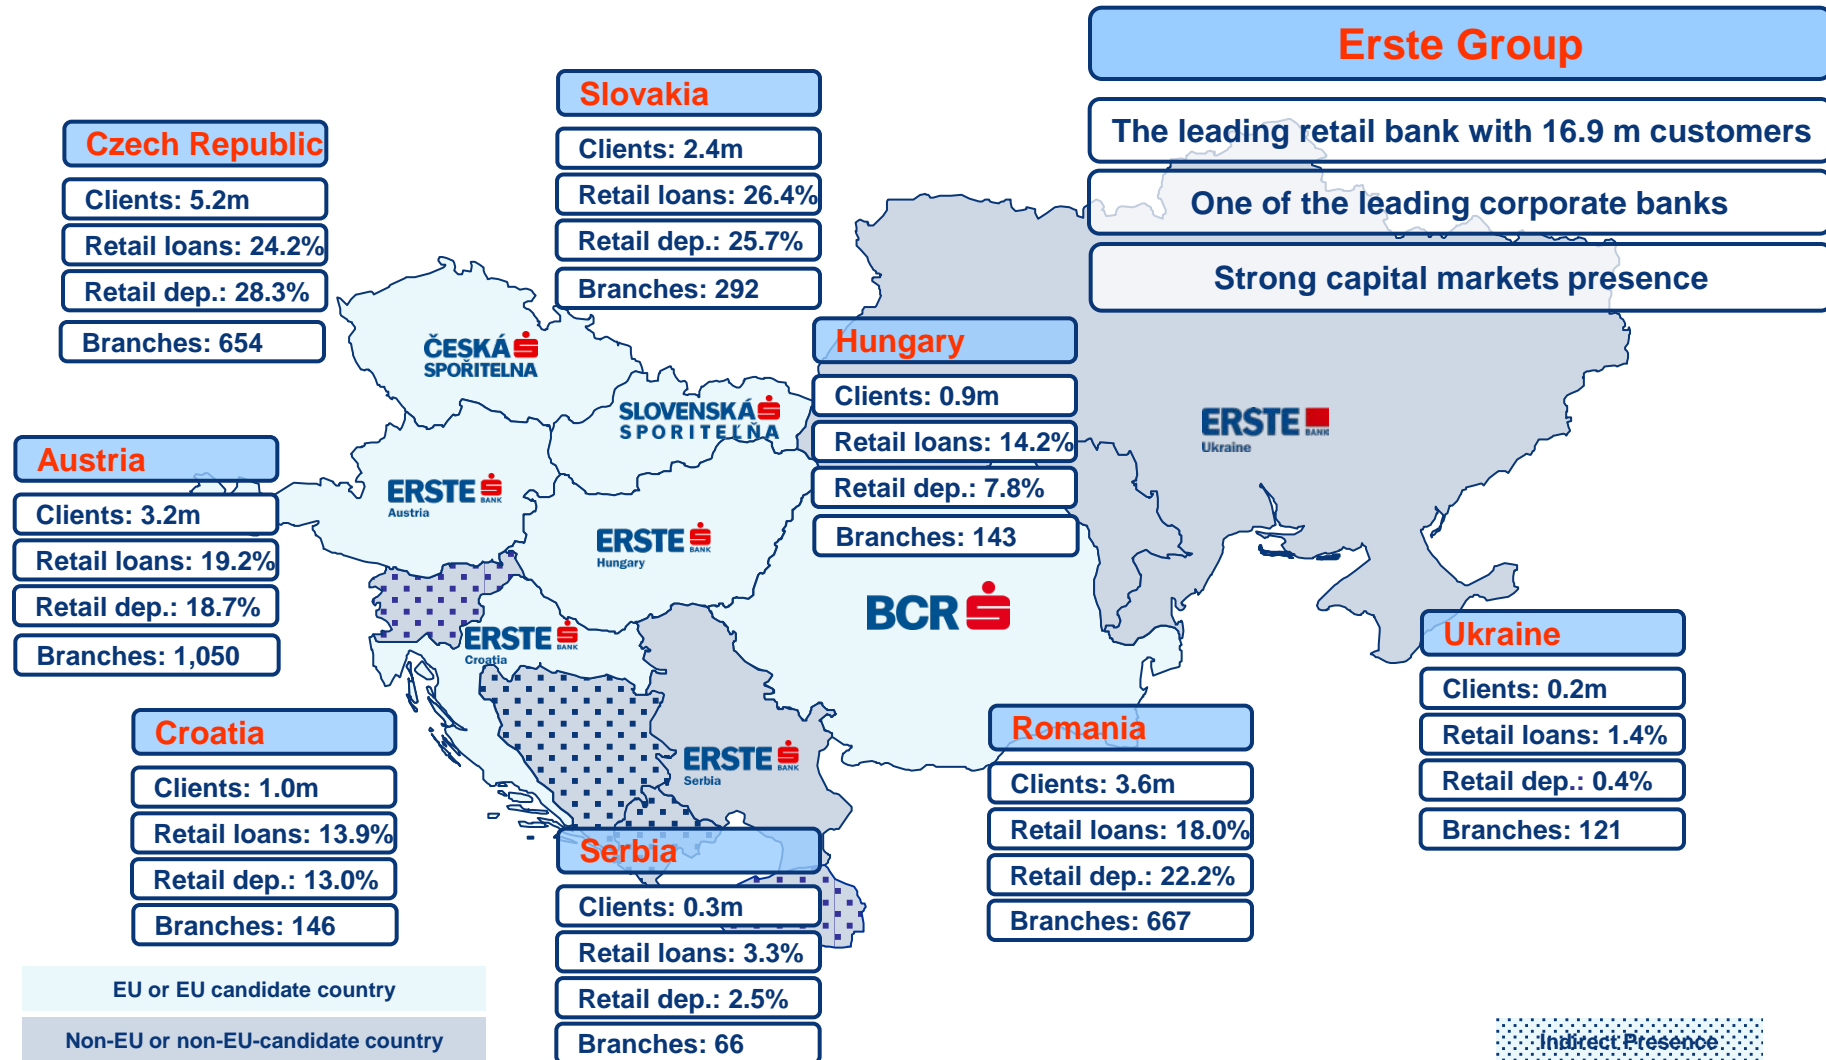 Erste Group
The leading retail bank with 16.9 m customers
One of the leading corporate banks
Strong capital markets presence
Slovakia
Clients: 2.4m
Retail loans: 26.4%
Retail dep.: 25.7%
Branches: 292
Czech Republic
Clients: 5.2m
Retail loans: 24.2%
Retail dep.: 28.3%
Branches: 654
ČESKÁ
SPOŘITELNA
SLOVENSKÁ
SPORITEĽŇA
Hungary
Clients: 0.9m
Retail loans: 14.2%
Retail dep.: 7.8%
Branches: 143
ERSTE BANK
Ukraine
Austria
Clients: 3.2m
Retail loans: 19.2%
Retail dep.: 18.7%
Branches: 1,050
ERSTE BANK
Austria
ERSTE BANK
Hungary
BCR
ERSTE BANK
Croatia
Ukraine
Clients: 0.2m
Retail loans: 1.4%
Retail dep.: 0.4%
Branches: 121
Croatia
Clients: 1.0m
Retail loans: 13.9%
Retail dep.: 13.0%
Branches: 146
ERSTE BANK
Serbia
Romania
Clients: 3.6m
Retail loans: 18.0%
Retail dep.: 22.2%
Branches: 667
Serbia
Clients: 0.3m
Retail loans: 3.3%
Retail dep.: 2.5%
Branches: 66
EU or EU candidate country
Non-EU or non-EU-candidate country
Indirect Presence